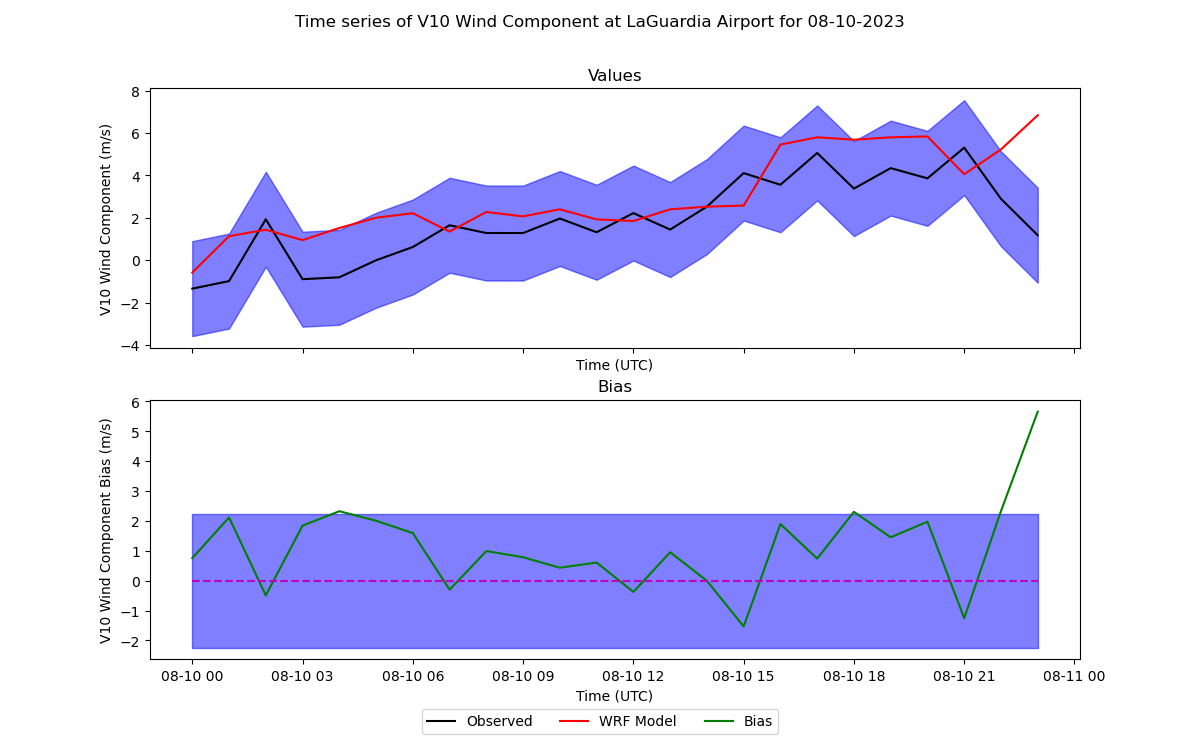 Time series of V10 Wind Component at LaGuardia Airport for 08-10-2023
Values
V10 Wind Component (m/s)
8
6
4
2
0
−2
−4
Time (UTC)
Bias
V10 Wind Component Bias (m/s)
6
5
4
3
2
1
0
−1
−2
08-10 00 08-10 03 08-10 06 08-10 09 08-10 12 08-10 15 08-10 18 08-10 21 08-11 00
Time (UTC)
Observed WRF Model Bias